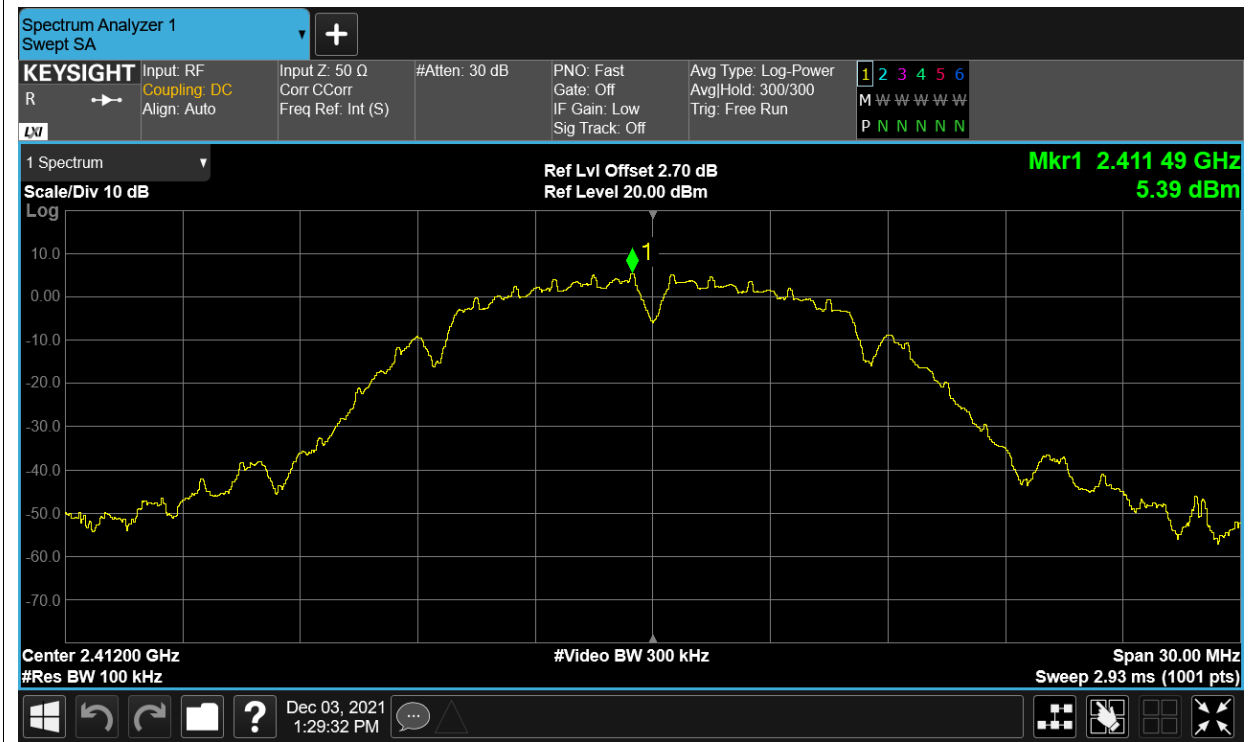 Spectrum Analyzer 1
Swept SA
KEYSIGHT
R
LXI
Input: RF
Coupling: DC
Align: Auto
Input Z: 50 Ω
Corr CCorr
Freq Ref: Int (S)
#Atten: 30 dB
PNO: Fast
Gate: Off
IF Gain: Low
Sig Track: Off
Avg Type: Log-Power
Avg|Hold: 300/300
Trig: Free Run
1 2 3 4 5 6
M W W W W W
P N N N N N
1 Spectrum
Scale/Div 10 dB
Ref Lvl Offset 2.70 dB
Ref Level 20.00 dBm
Mkr1 2.411 49 GHz
5.39 dBm
Log
1
10.0
0.00
-10.0
-20.0
-30.0
-40.0
-50.0
-60.0
-70.0
Center 2.41200 GHz
#Video BW 300 kHz
Span 30.00 MHz
#Res BW 100 kHz
Sweep 2.93 ms (1001 pts)
?
Dec 03, 2021
1:29:32 PM